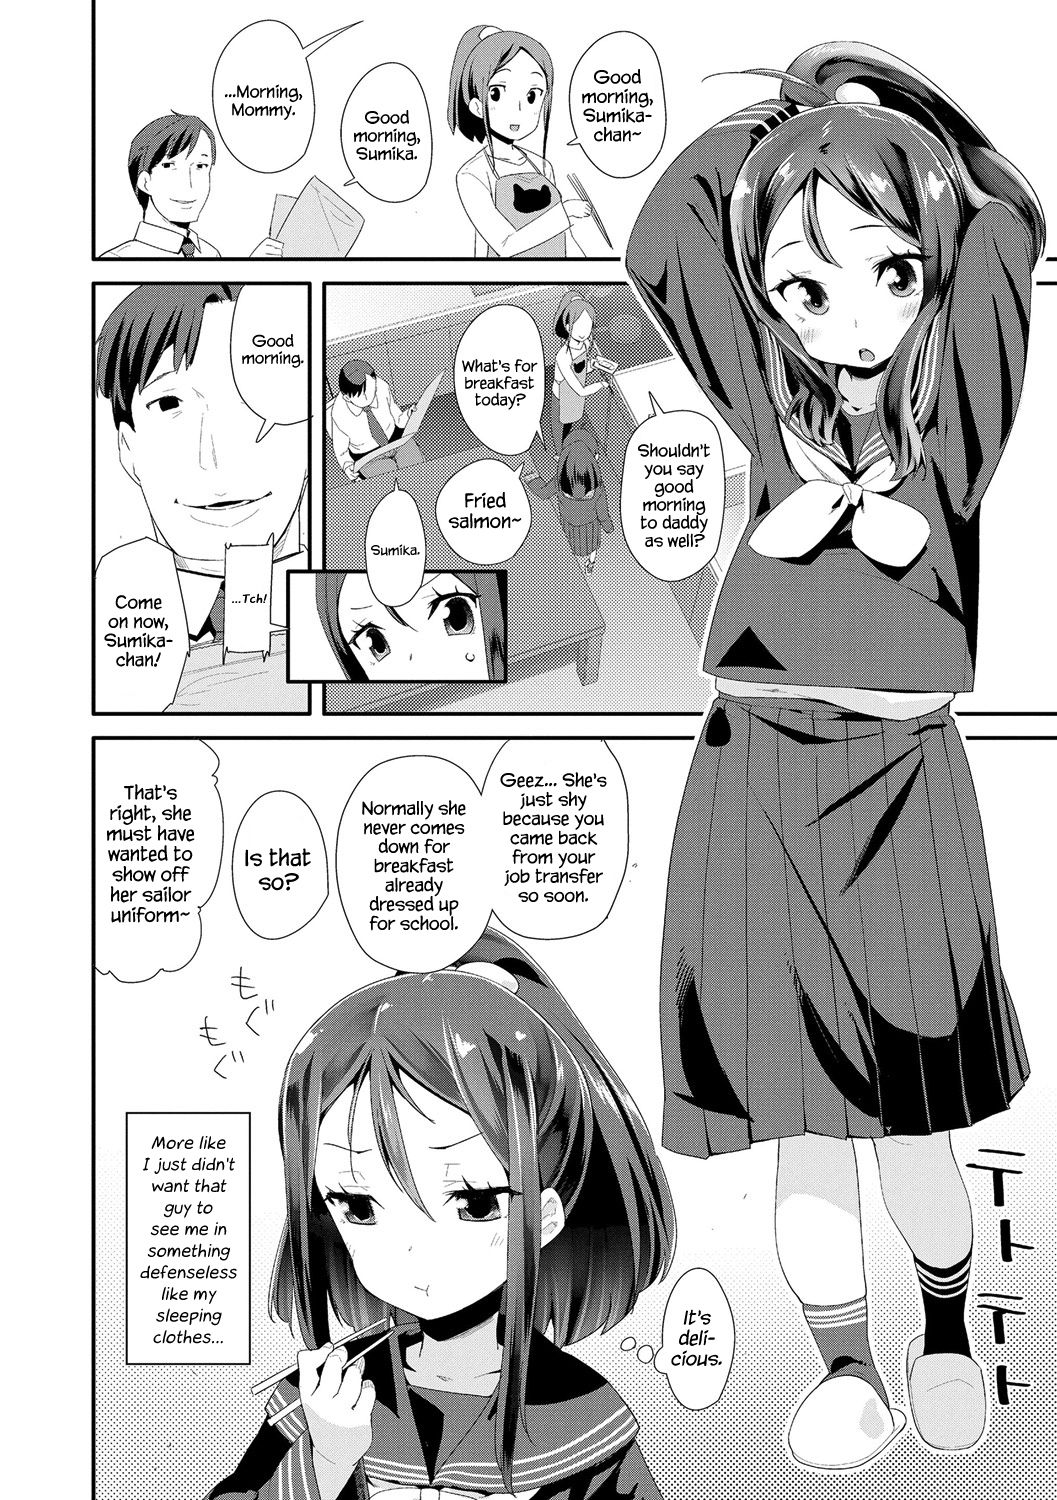 Good
morning,
Sumika-
chan~
Good
morning,
Sumika.
...Morning,
Mommy.
Shouldn't
you say
good
morning
to daddy
as well?
What's for
breakfast
today?
Fried
salmon~
Sumika.
Good
morning.
...Tch!
Come
on now,
Sumika-
chan!
Geez... She's
just shy
because you
came back
from your
job transfer
so soon.
Normally she
never comes
down for
breakfast
already
dressed up
for school.
Is that
so?
That's
right, she
must have
wanted to
show off
her sailor
uniform~
テト
テト
もぐ
もぐ
More like
I just didn't
want that
guy to
see me in
something
defenseless
like my
sleeping
clothes...
It's
deli-
cious.